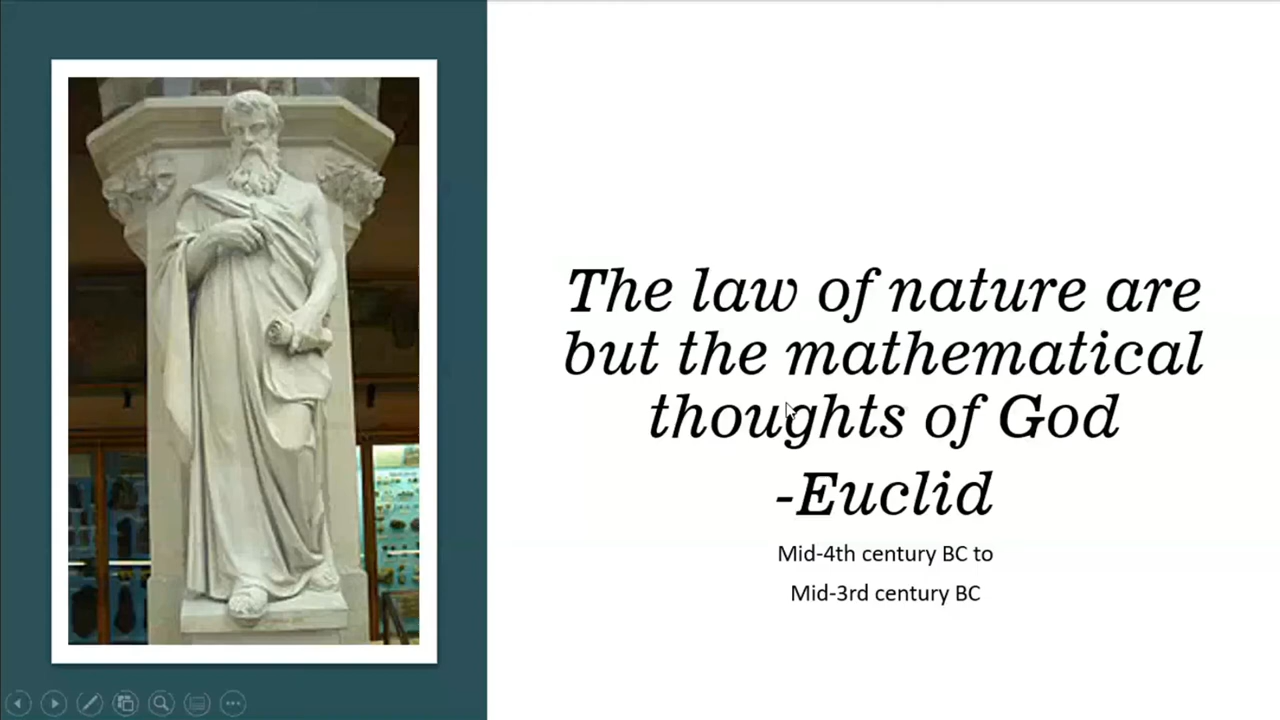 The law of nature are
but the mathematical
thoughts of God
-Euclid
Mid-4th century BC to
Mid-3rd century BC